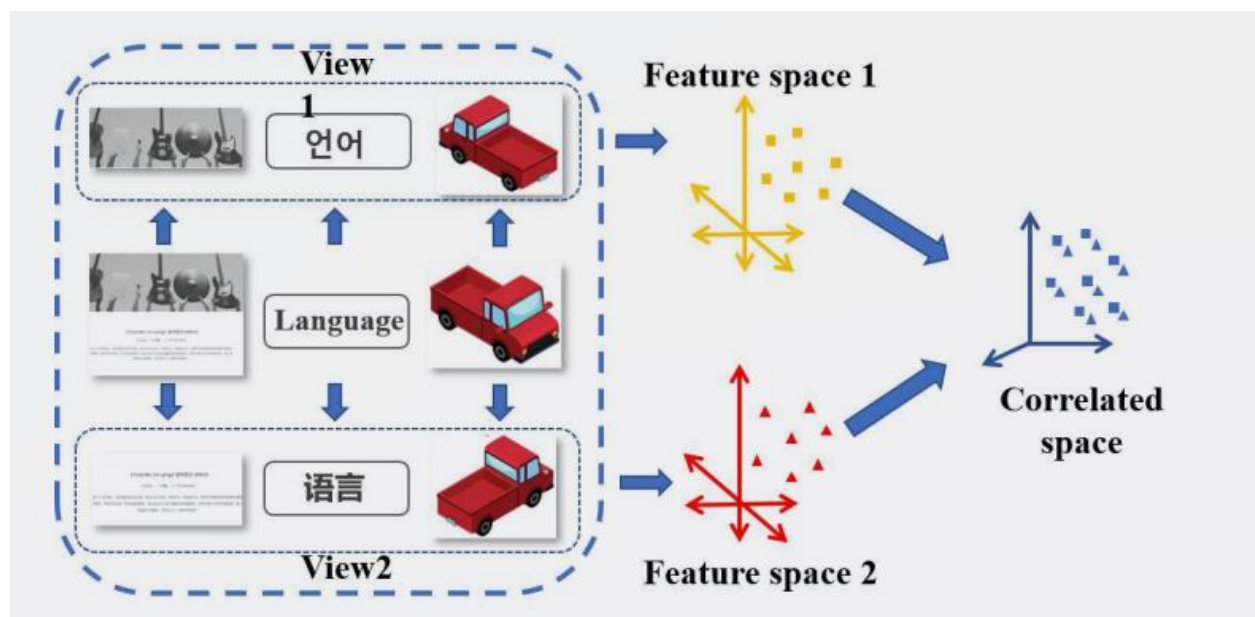 View
1
Feature space 1
언어
Language
Correlated
space
语言
View2
Feature space 2